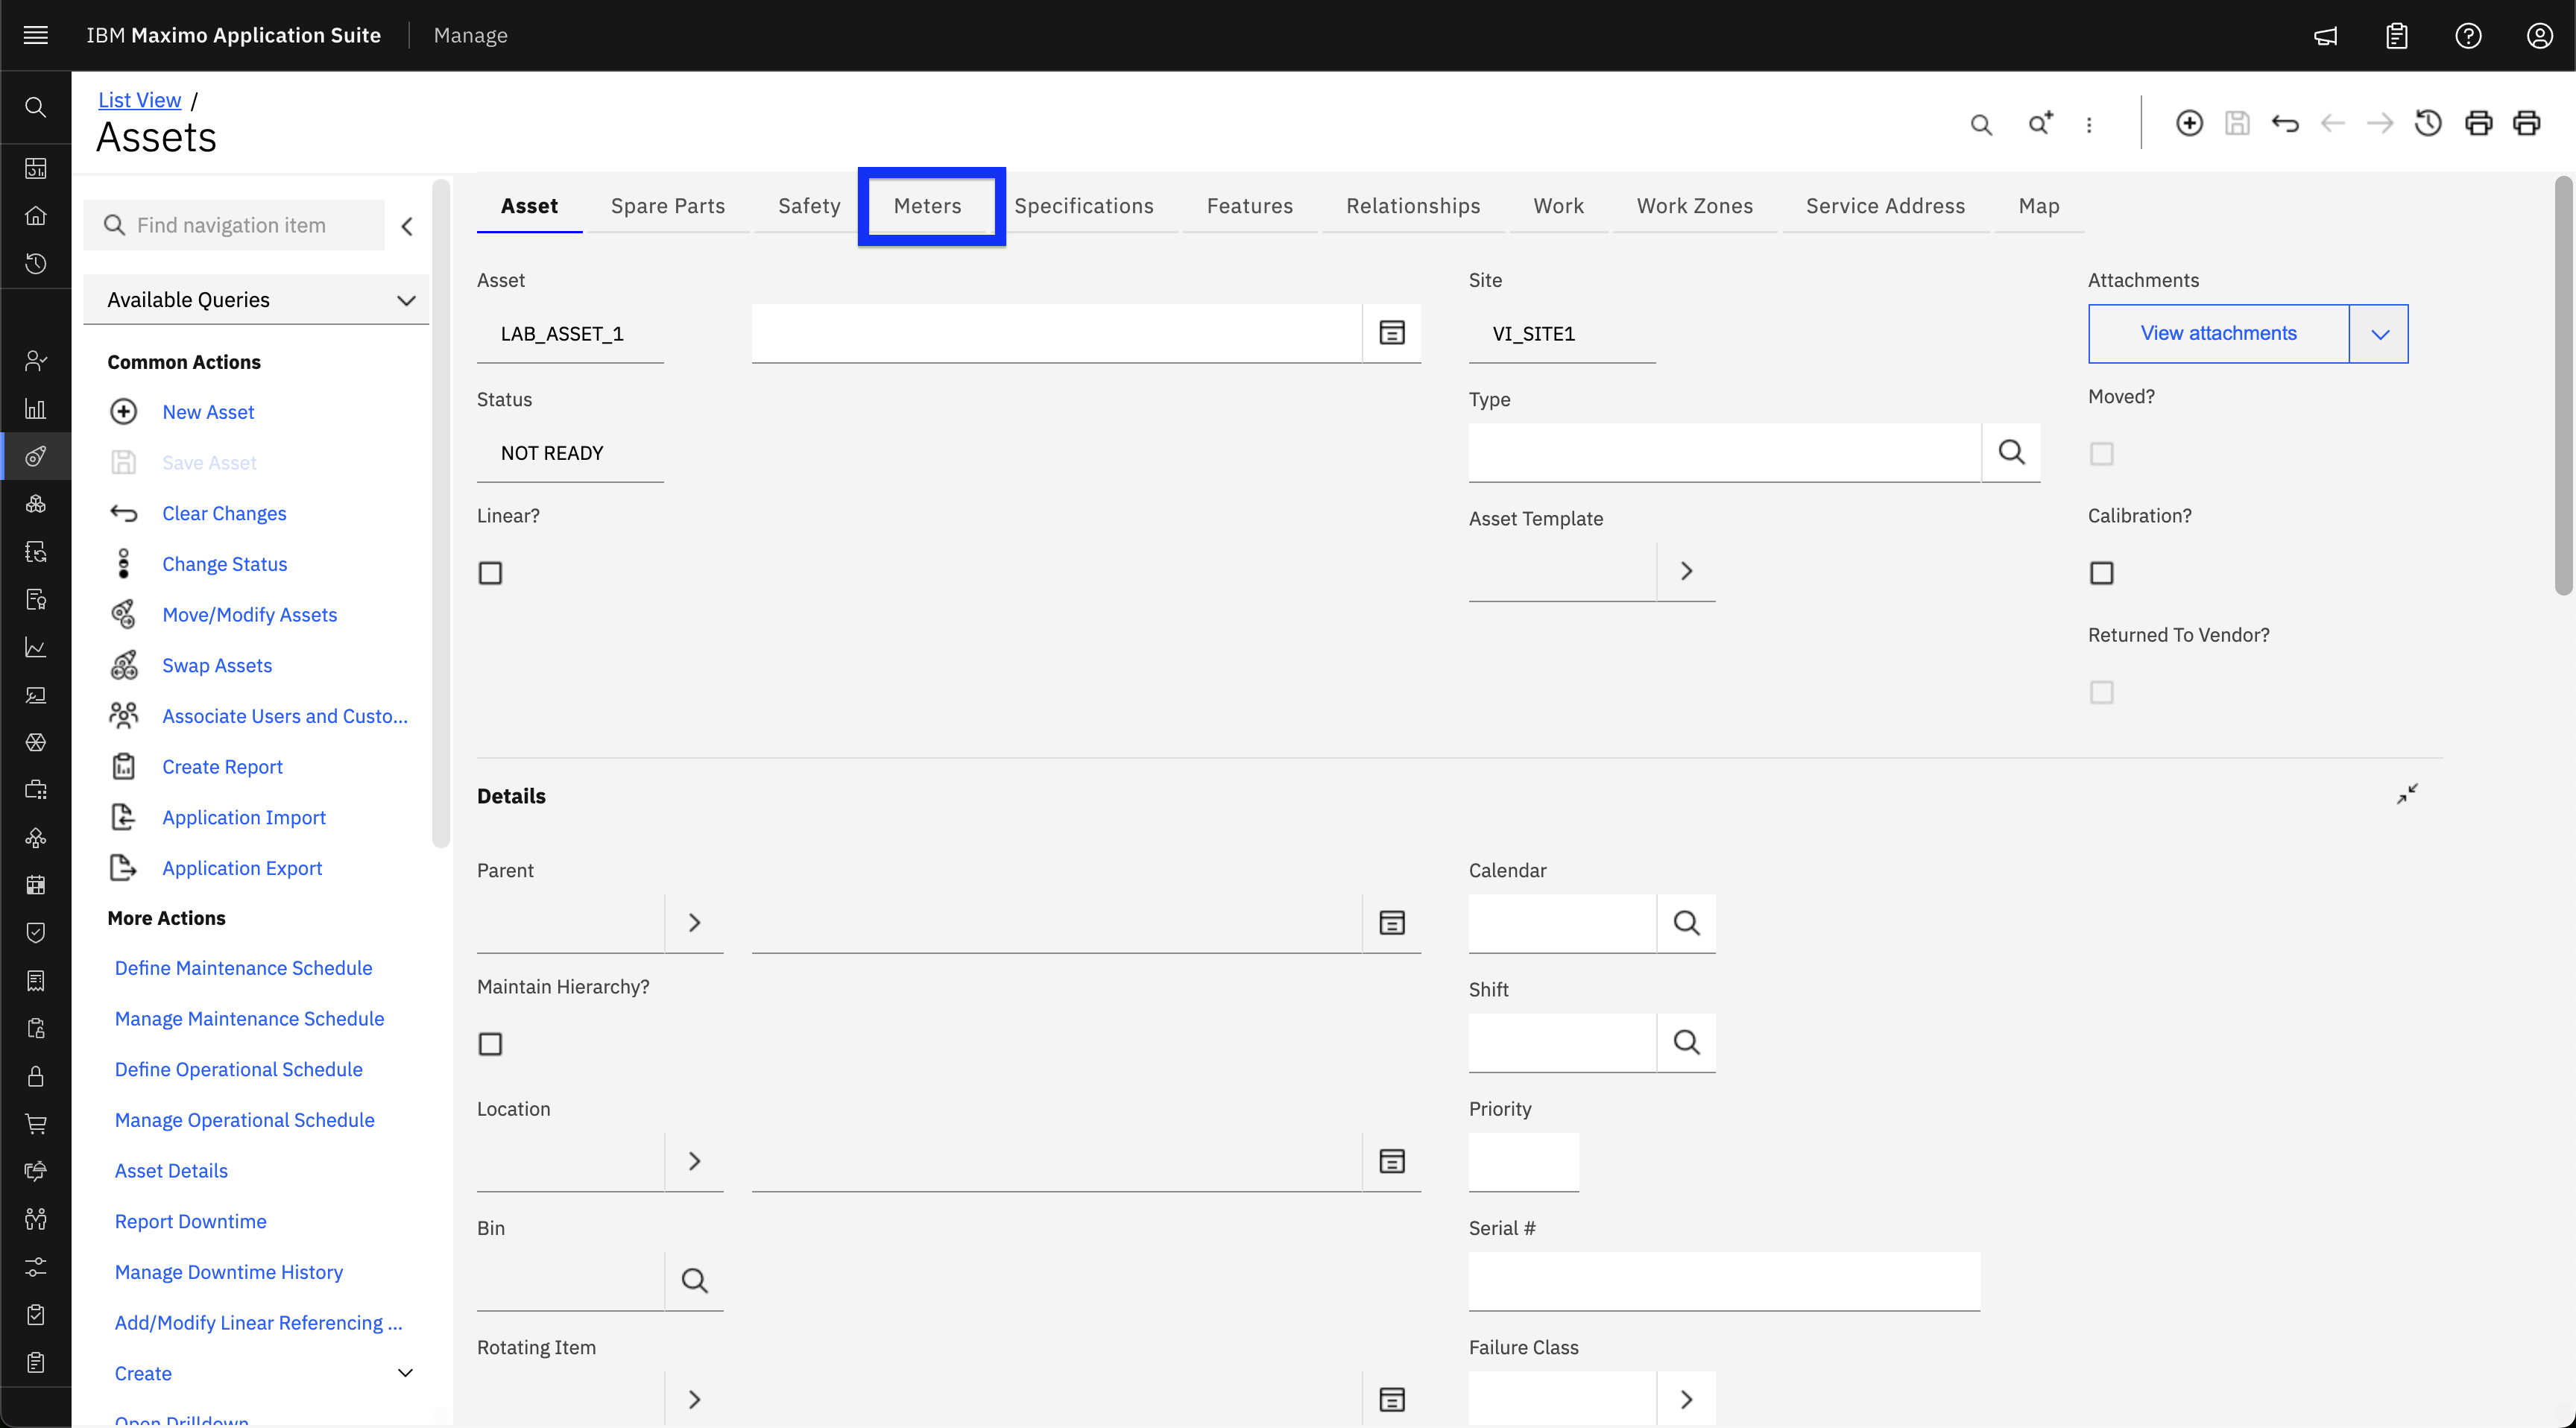 IBM Maximo Application Suite
Manage
List View /
Assets
Find navigation item
Available Queries
Common Actions
New Asset
Save Asset
Clear Changes
Change Status
Move/Modify Assets
Swap Assets
Associate Users and Custo...
Create Report
Application Import
Application Export
More Actions
Define Maintenance Schedule
Manage Maintenance Schedule
Define Operational Schedule
Manage Operational Schedule
Asset Details
Report Downtime
Manage Downtime History
Add/Modify Linear Referencing ...
Create
Open Drilldown
Asset Spare Parts Safety Meters Specifications Features Relationships Work Work Zones Service Address Map
Asset
LAB_ASSET_1
Site
VI_SITE1
Attachments
View attachments
Status
NOT READY
Type
Moved?
Linear?
Asset Template
Calibration?
Returned To Vendor?
Details
Parent
Calendar
Maintain Hierarchy?
Shift
Location
Priority
Bin
Serial #
Rotating Item
Failure Class